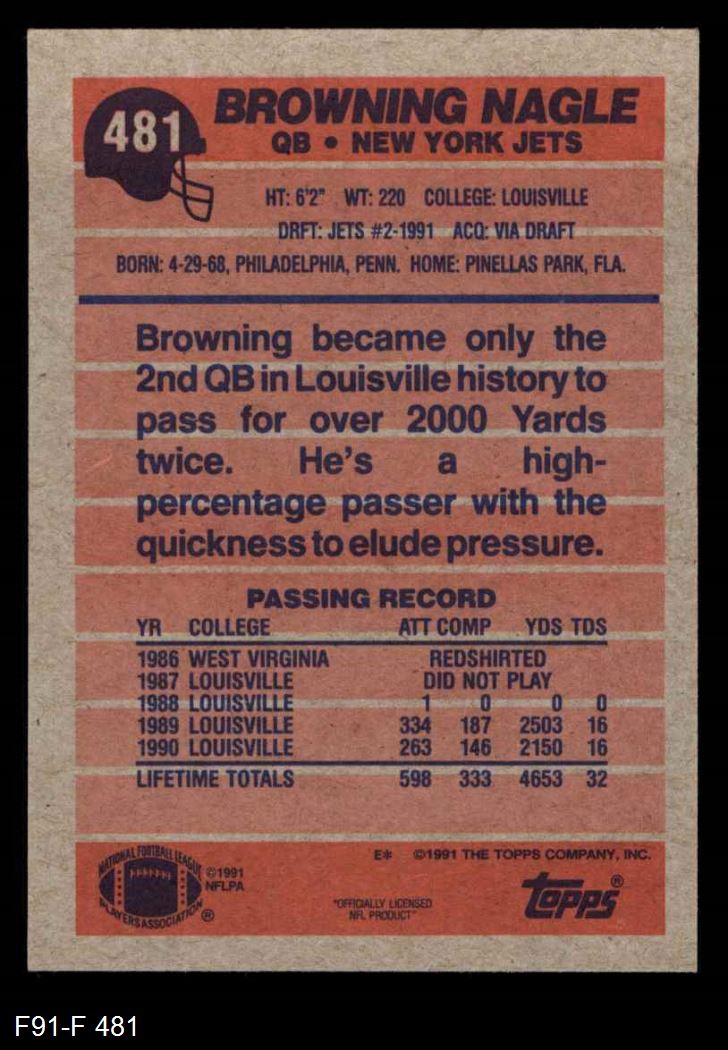 481
BROWNING NAGLE
QB • NEW YORK JETS
HT: 6'2" WT: 220 COLLEGE: LOUISVILLE
DRFT: JETS #2-1991 ACQ: VIA DRAFT
BORN: 4-29-68, PHILADELPHIA, PENN. HOME: PINELLAS PARK, FLA.
Browning became only the
2nd QB in Louisville history to
pass for over 2000 Yards
twice. He's a high-
percentage passer with the
quickness to elude pressure.
PASSING RECORD
YR COLLEGE ATT COMP YDS TDS
1986 WEST VIRGINIA REDSHIRTED
1987 LOUISVILLE DID NOT PLAY
1988 LOUISVILLE 1 0 0 0
1989 LOUISVILLE 334 187 2503 16
1990 LOUISVILLE 263 146 2150 16
LIFETIME TOTALS 598 333 4653 32
NATIONAL FOOTBALL LEAGUE
PLAYERS ASSOCIATION ®
©1991
NFLPA
E* ©1991 THE TOPPS COMPANY, INC.
"OFFICIALLY LICENSED
NFL PRODUCT"
topps®
F91-F 481